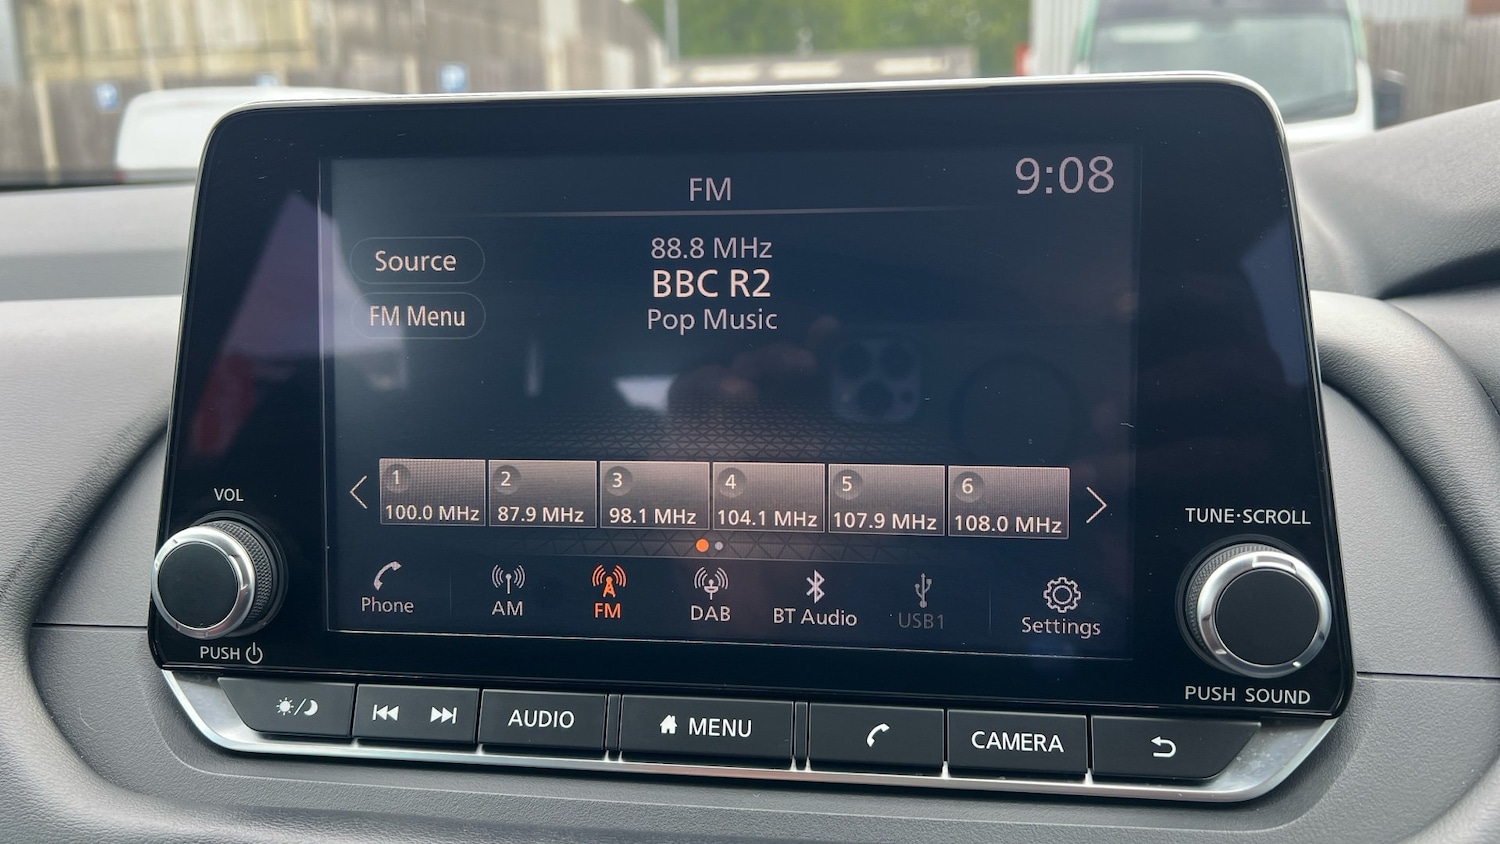 FM
9:08
Source
88.8 MHz
BBC R2
FM Menu
Pop Music
1
2
3
4
5
6
100.0 MHz
87.9 MHz
98.1 MHz
104.1 MHz
107.9 MHz
108.0 MHz
Phone
AM
FM
DAB
BT Audio
USB1
Settings
VOL
PUSH
TUNE·SCROLL
PUSH SOUND
AUDIO
MENU
CAMERA